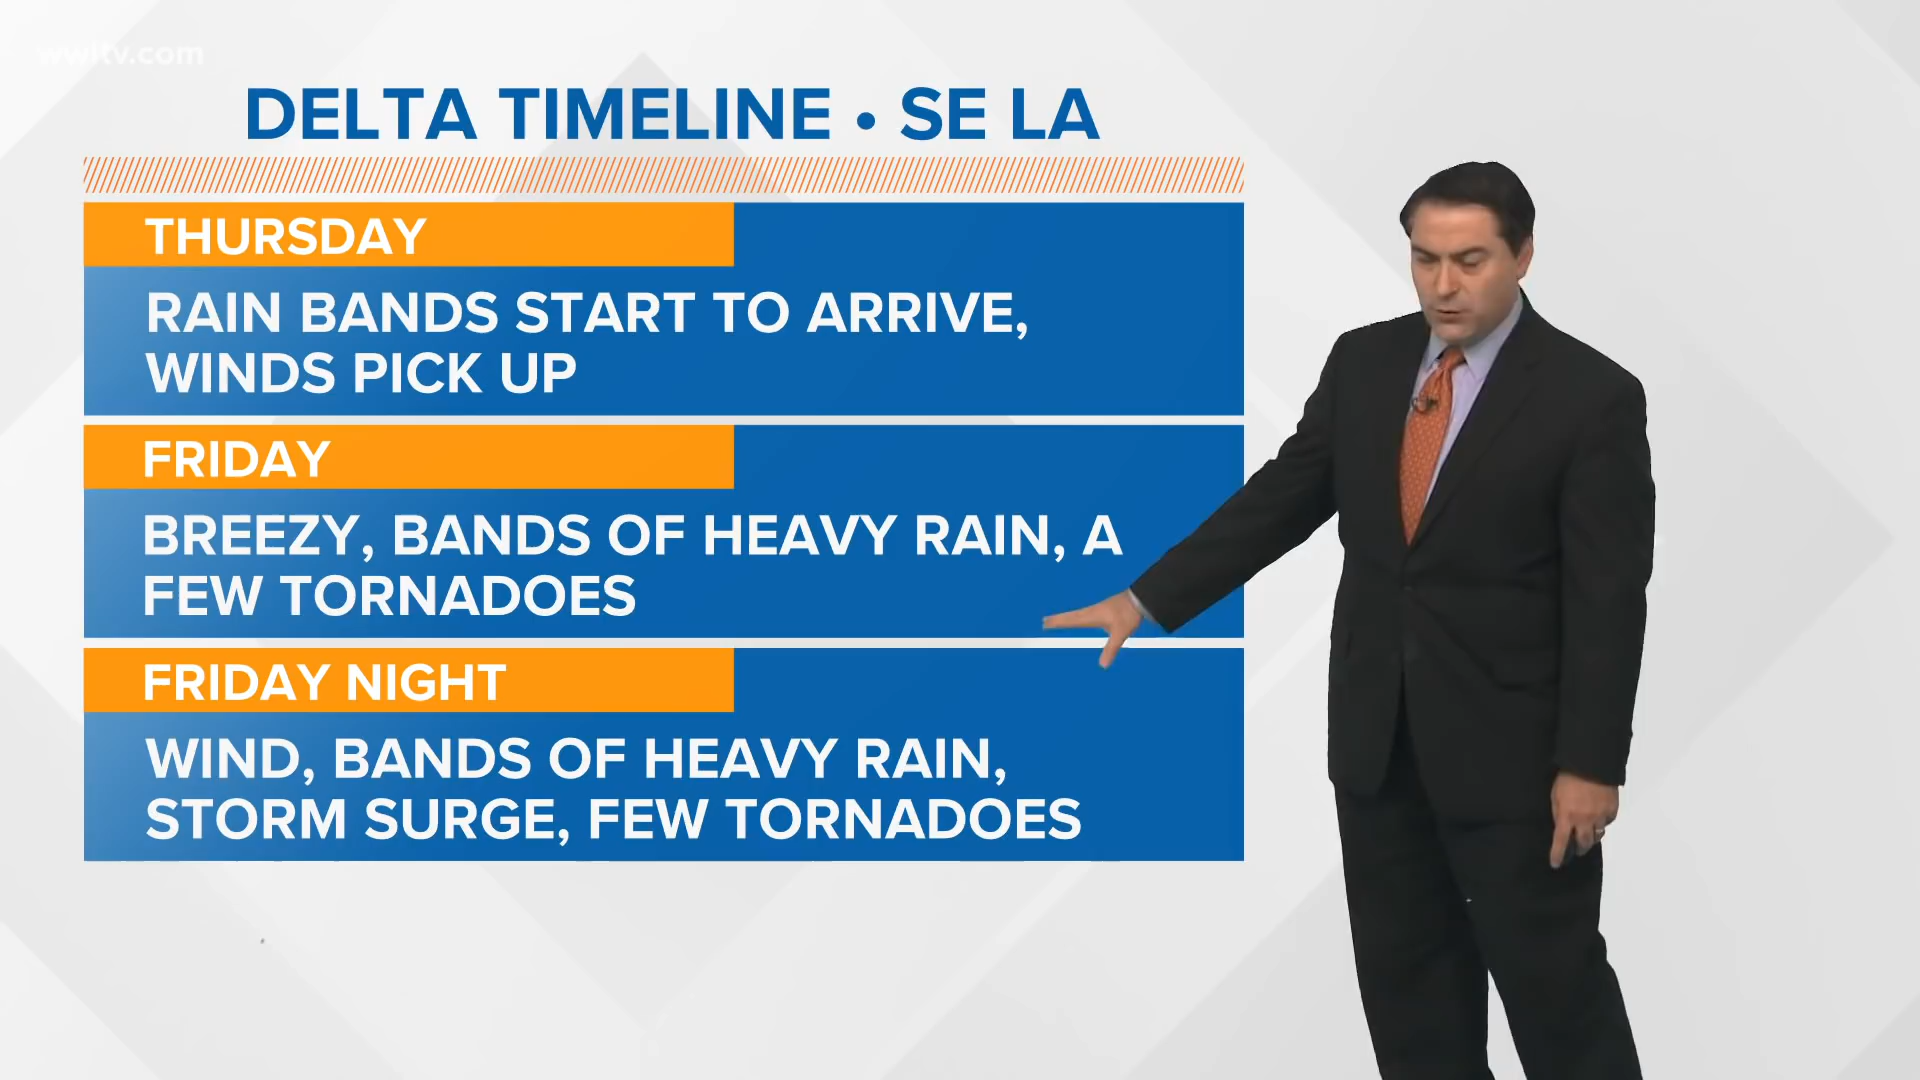 wwltv.com
DELTA TIMELINE • SE LA
THURSDAY
RAIN BANDS START TO ARRIVE,
WINDS PICK UP
FRIDAY
BREEZY, BANDS OF HEAVY RAIN, A
FEW TORNADOES
FRIDAY NIGHT
WIND, BANDS OF HEAVY RAIN,
STORM SURGE, FEW TORNADOES